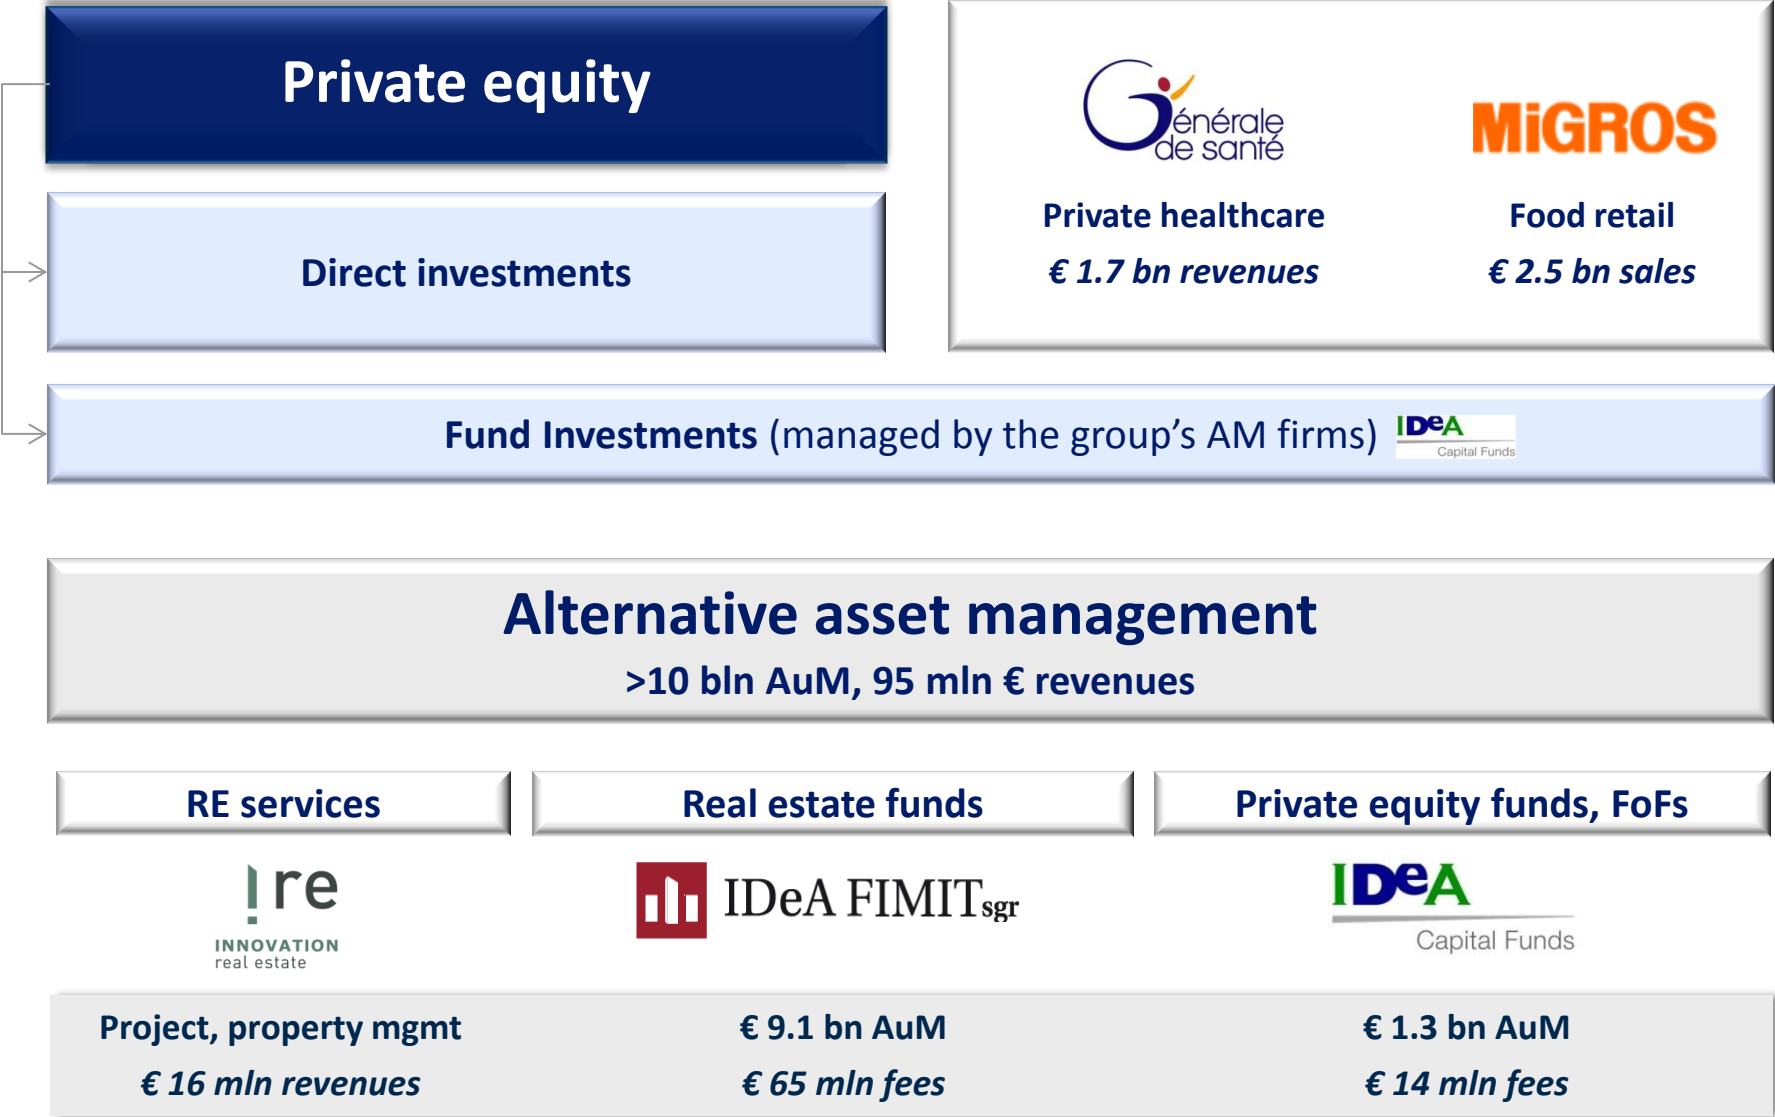 Private equity
Générale
de santé
MiGROS
Private healthcare
Food retail
€ 1.7 bn revenues
€ 2.5 bn sales
Direct investments
Fund Investments (managed by the group’s AM firms) IDeA
Capital Funds
Alternative asset management
>10 bln AuM, 95 mln € revenues
RE services
Real estate funds
Private equity funds, FoFs
re
INNOVATION
real estate
IDeA FIMIT sgr
IDeA
Capital Funds
Project, property mgmt
€ 9.1 bn AuM
€ 1.3 bn AuM
€ 16 mln revenues
€ 65 mln fees
€ 14 mln fees